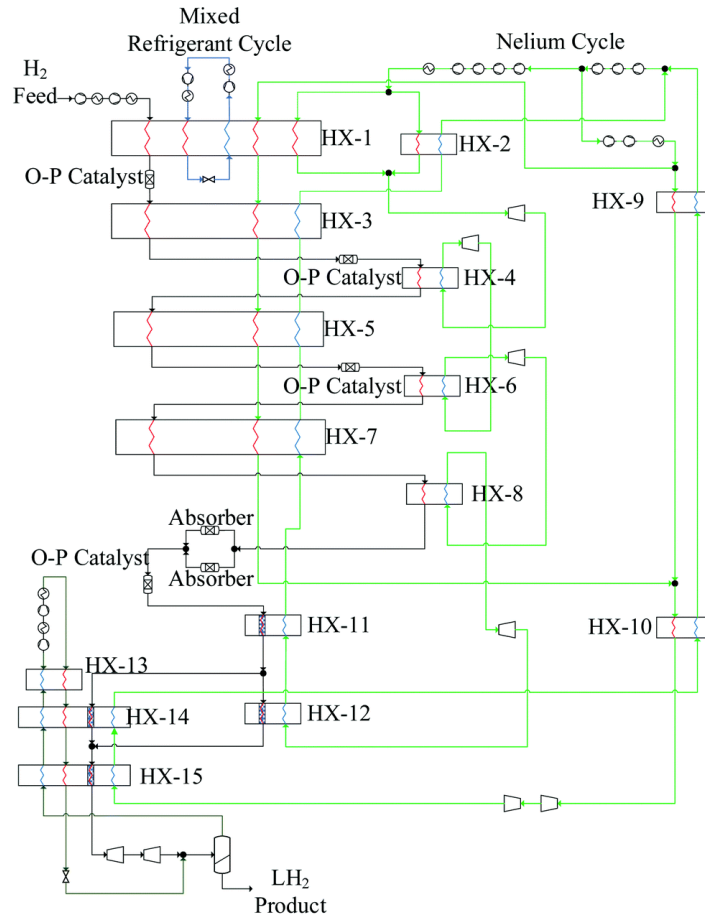 Mixed
Refrigerant Cycle
Nelium Cycle
H2
Feed
HX-1
HX-2
O-P Catalyst
HX-3
HX-9
O-P Catalyst
HX-4
HX-5
O-P Catalyst
HX-6
HX-7
HX-8
Absorber
O-P Catalyst
Absorber
HX-11
HX-10
HX-13
HX-14
HX-12
HX-15
LH2
Product